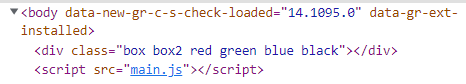 ▼<body data-new-gr-c-s-check-loaded="14.1095.0" data-gr-ext-
installed>
<div class="box box2 red green blue black"></div>
<script src="main.js"></script>